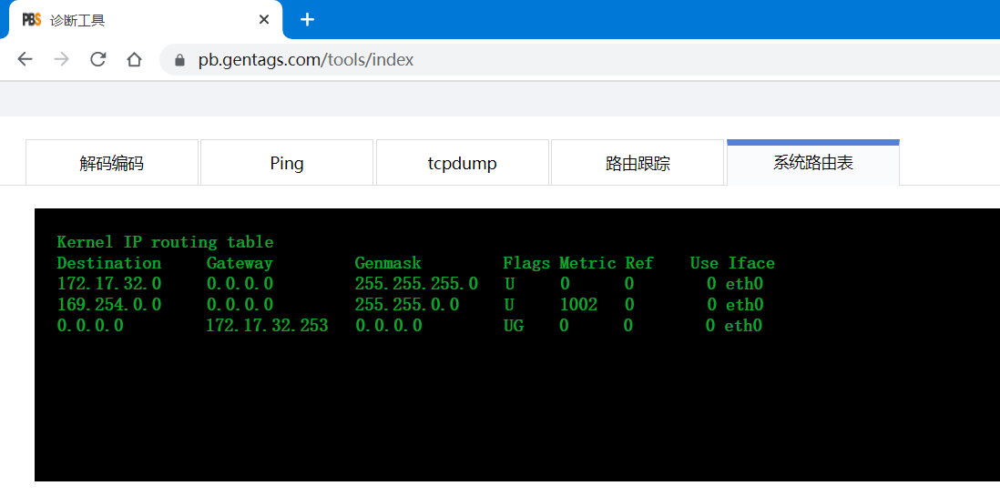 PBS 诊断工具
pb.gentags.com/tools/index
解码编码 Ping tcpdump 路由跟踪 系统路由表
Kernel IP routing table
Destination Gateway Genmask Flags Metric Ref Use Iface
172.17.32.0 0.0.0.0 255.255.255.0 U 0 0 0 eth0
169.254.0.0 0.0.0.0 255.255.0.0 U 1002 0 0 eth0
0.0.0.0 172.17.32.253 0.0.0.0 UG 0 0 0 eth0